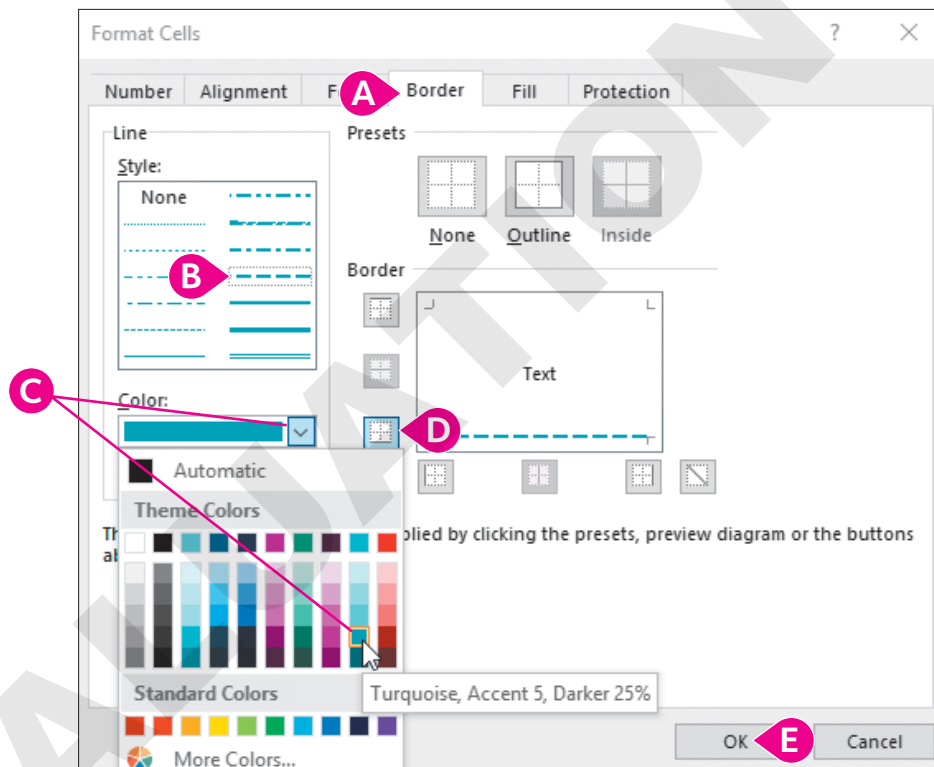 Format Cells ?
Number Alignment F A Border Fill Protection
Line Presets
Style:
None
None Outline Inside
B
Border
Text
C
Color:
D
Automatic
Theme Colors
Th plied by clicking the presets, preview diagram or the buttons
ab
Turquoise, Accent 5, Darker 25%
Standard Colors
More Colors...
OK E Cancel
EVALUATION